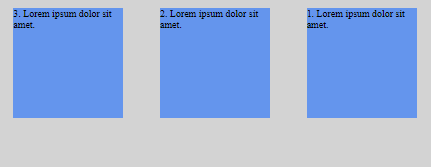 3. Lorem ipsum dolor sit
amet.
2. Lorem ipsum dolor sit
amet.
1. Lorem ipsum dolor sit
amet.